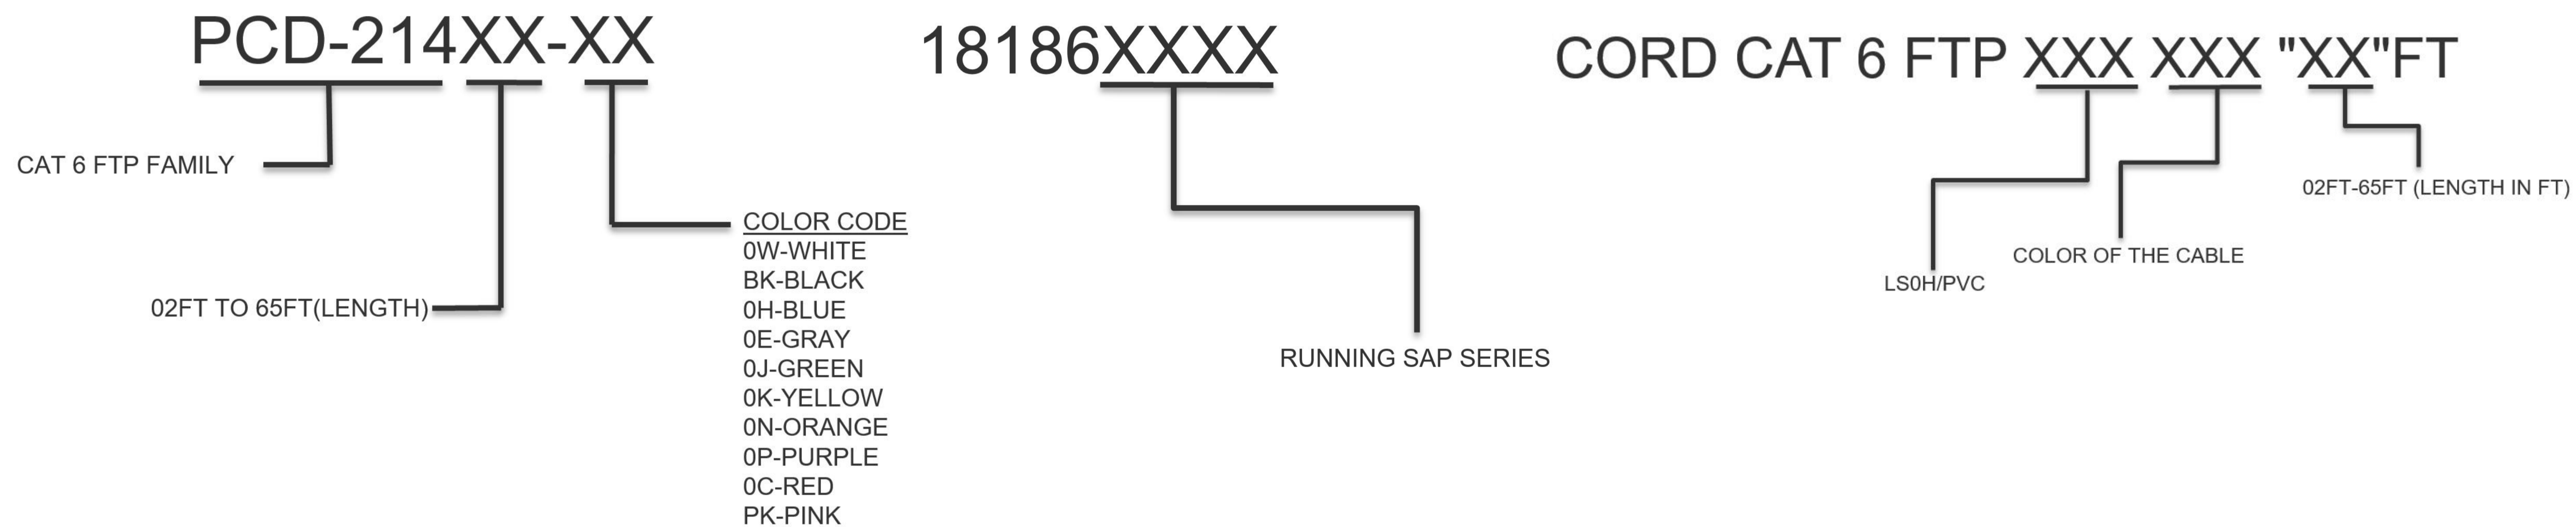 PCD-214XX-XX
CAT 6 FTP FAMILY
02FT TO 65FT(LENGTH)
COLOR CODE
0W-WHITE
BK-BLACK
0H-BLUE
0E-GRAY
0J-GREEN
0K-YELLOW
0N-ORANGE
0P-PURPLE
0C-RED
PK-PINK
18186XXXX
RUNNING SAP SERIES
CORD CAT 6 FTP XXX XXX "XX"FT
LS0H/PVC
COLOR OF THE CABLE
02FT-65FT (LENGTH IN FT)